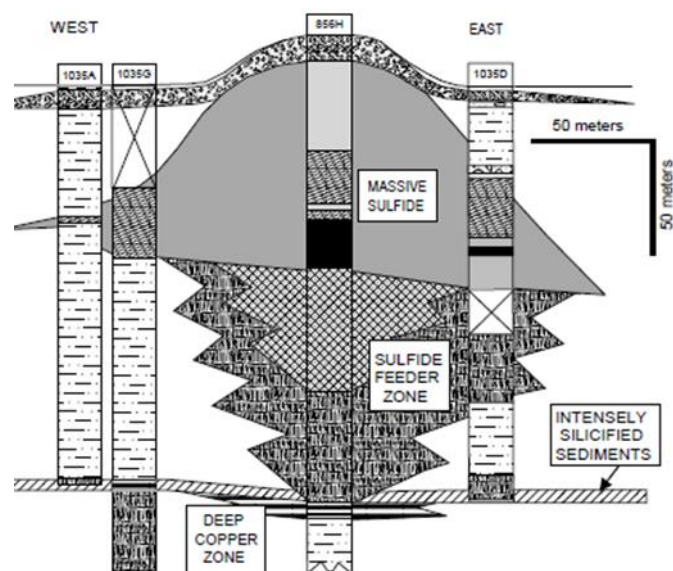 WEST
EAST
1035A
1035G
856H
1035D
50 meters
50 meters
MASSIVE
SULFIDE
SULFIDE
FEEDER
ZONE
INTENSELY
SILICIFIED
SEDIMENTS
DEEP
COPPER
ZONE